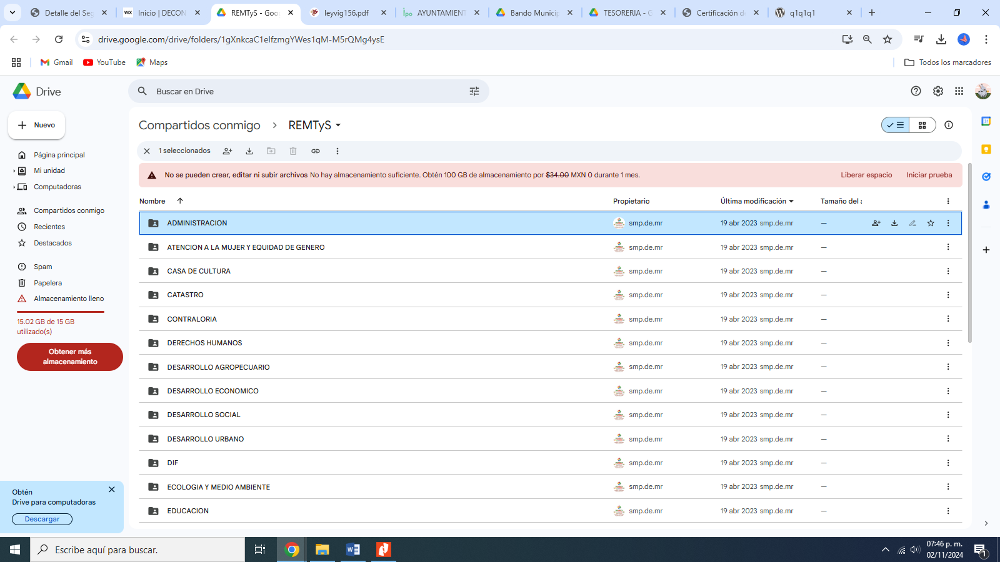 Detalle del Seg
Inicio | DECON
REMTyS - Goo
leyvig156.pdf
AYUNTAMIENT
Bando Municip
TESORERIA - G
Certificación d
q1q1q1
drive.google.com/drive/folders/1gXnkcaC1elfzmgYWes1qM-M5rQMg4ysE
Gmail
YouTube
Maps
Todos los marcadores
Drive
Buscar en Drive
Nuevo
Compartidos conmigo > REMTyS
1 seleccionados
No se pueden crear, editar ni subir archivos No hay almacenamiento suficiente. Obtén 100 GB de almacenamiento por $34.00 MXN 0 durante 1 mes. Liberar espacio Iniciar prueba
Página principal
Mi unidad
Computadoras
Compartidos conmigo
Recientes
Destacados
Spam
Papelera
Almacenamiento lleno
15.02 GB de 15 GB
utilizado(s)
Obtener más
almacenamiento
Obtén
Drive para computadoras
Descargar
Nombre Propietario Última modificación Tamaño del a
ADMINISTRACION smp.de.mr 19 abr 2023 smp.de.mr —
ATENCION A LA MUJER Y EQUIDAD DE GENERO smp.de.mr 19 abr 2023 smp.de.mr —
CASA DE CULTURA smp.de.mr 19 abr 2023 smp.de.mr —
CATASTRO smp.de.mr 19 abr 2023 smp.de.mr —
CONTRALORIA smp.de.mr 19 abr 2023 smp.de.mr —
DERECHOS HUMANOS smp.de.mr 19 abr 2023 smp.de.mr —
DESARROLLO AGROPECUARIO smp.de.mr 19 abr 2023 smp.de.mr —
DESARROLLO ECONOMICO smp.de.mr 19 abr 2023 smp.de.mr —
DESARROLLO SOCIAL smp.de.mr 19 abr 2023 smp.de.mr —
DESARROLLO URBANO smp.de.mr 19 abr 2023 smp.de.mr —
DIF smp.de.mr 19 abr 2023 smp.de.mr —
ECOLOGIA Y MEDIO AMBIENTE smp.de.mr 19 abr 2023 smp.de.mr —
EDUCACION smp.de.mr 19 abr 2023 smp.de.mr —
Escribe aquí para buscar.
07:46 p. m.
02/11/2024
1